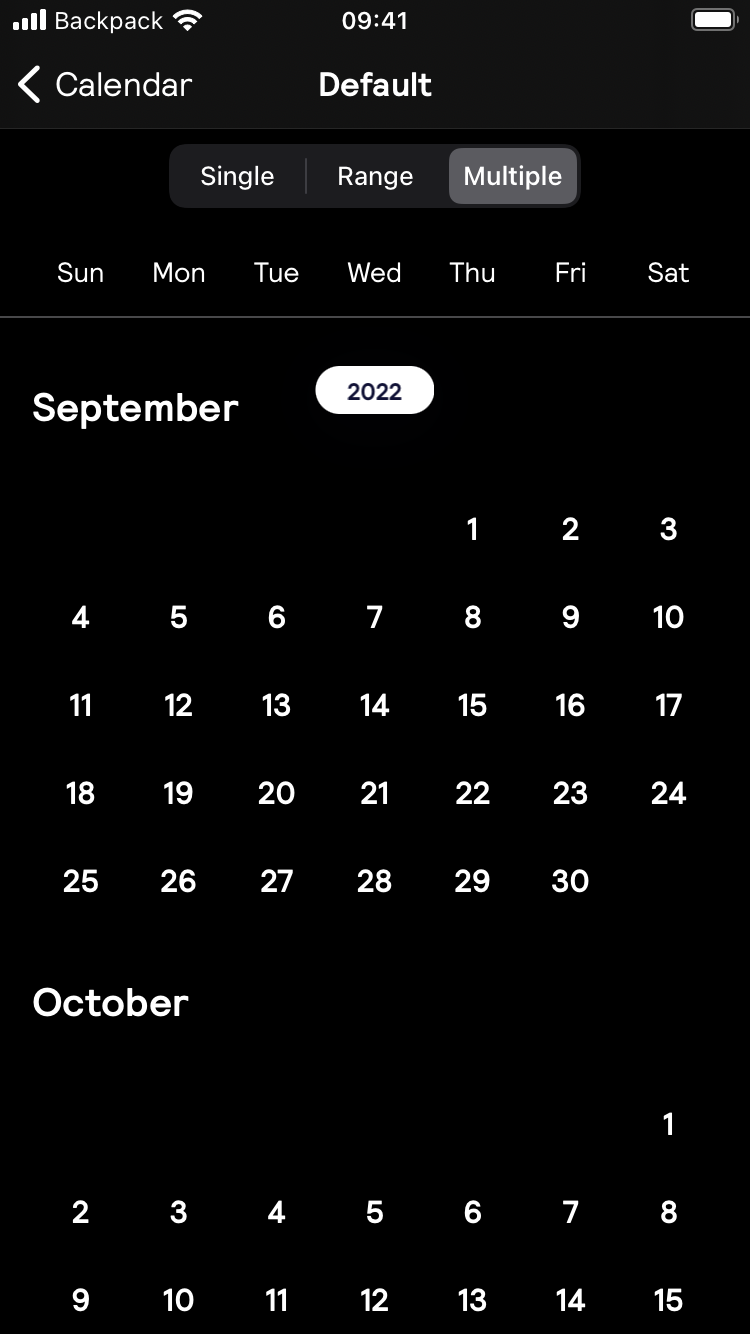 Backpack 09:41
Calendar Default
Single Range Multiple
Sun Mon Tue Wed Thu Fri Sat
2022
September
1 2 3
4 5 6 7 8 9 10
11 12 13 14 15 16 17
18 19 20 21 22 23 24
25 26 27 28 29 30
October
1
2 3 4 5 6 7 8
9 10 11 12 13 14 15